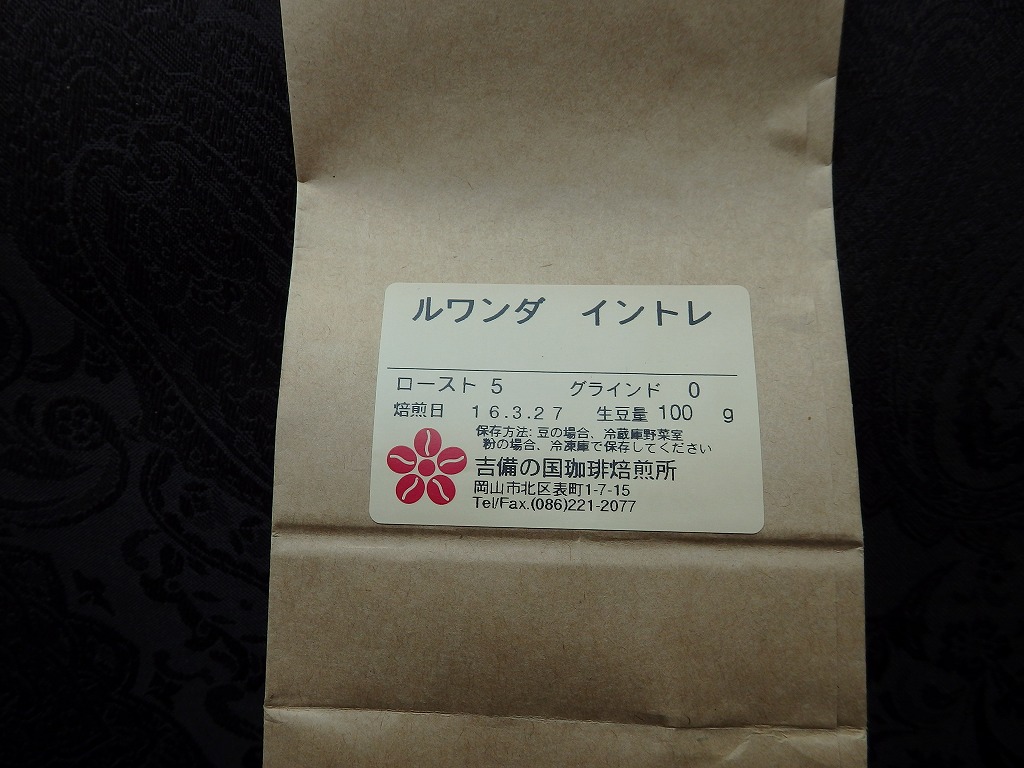 ルワンダ イントレ
ロースト 5 グラインド 0
焙煎日 16.3.27 生豆量 100 g
保存方法: 豆の場合、冷蔵庫野菜室
粉の場合、冷凍庫で保存してください
吉備の国珈琲焙煎所
岡山市北区表町1-7-15
Tel/Fax.(086)221-2077